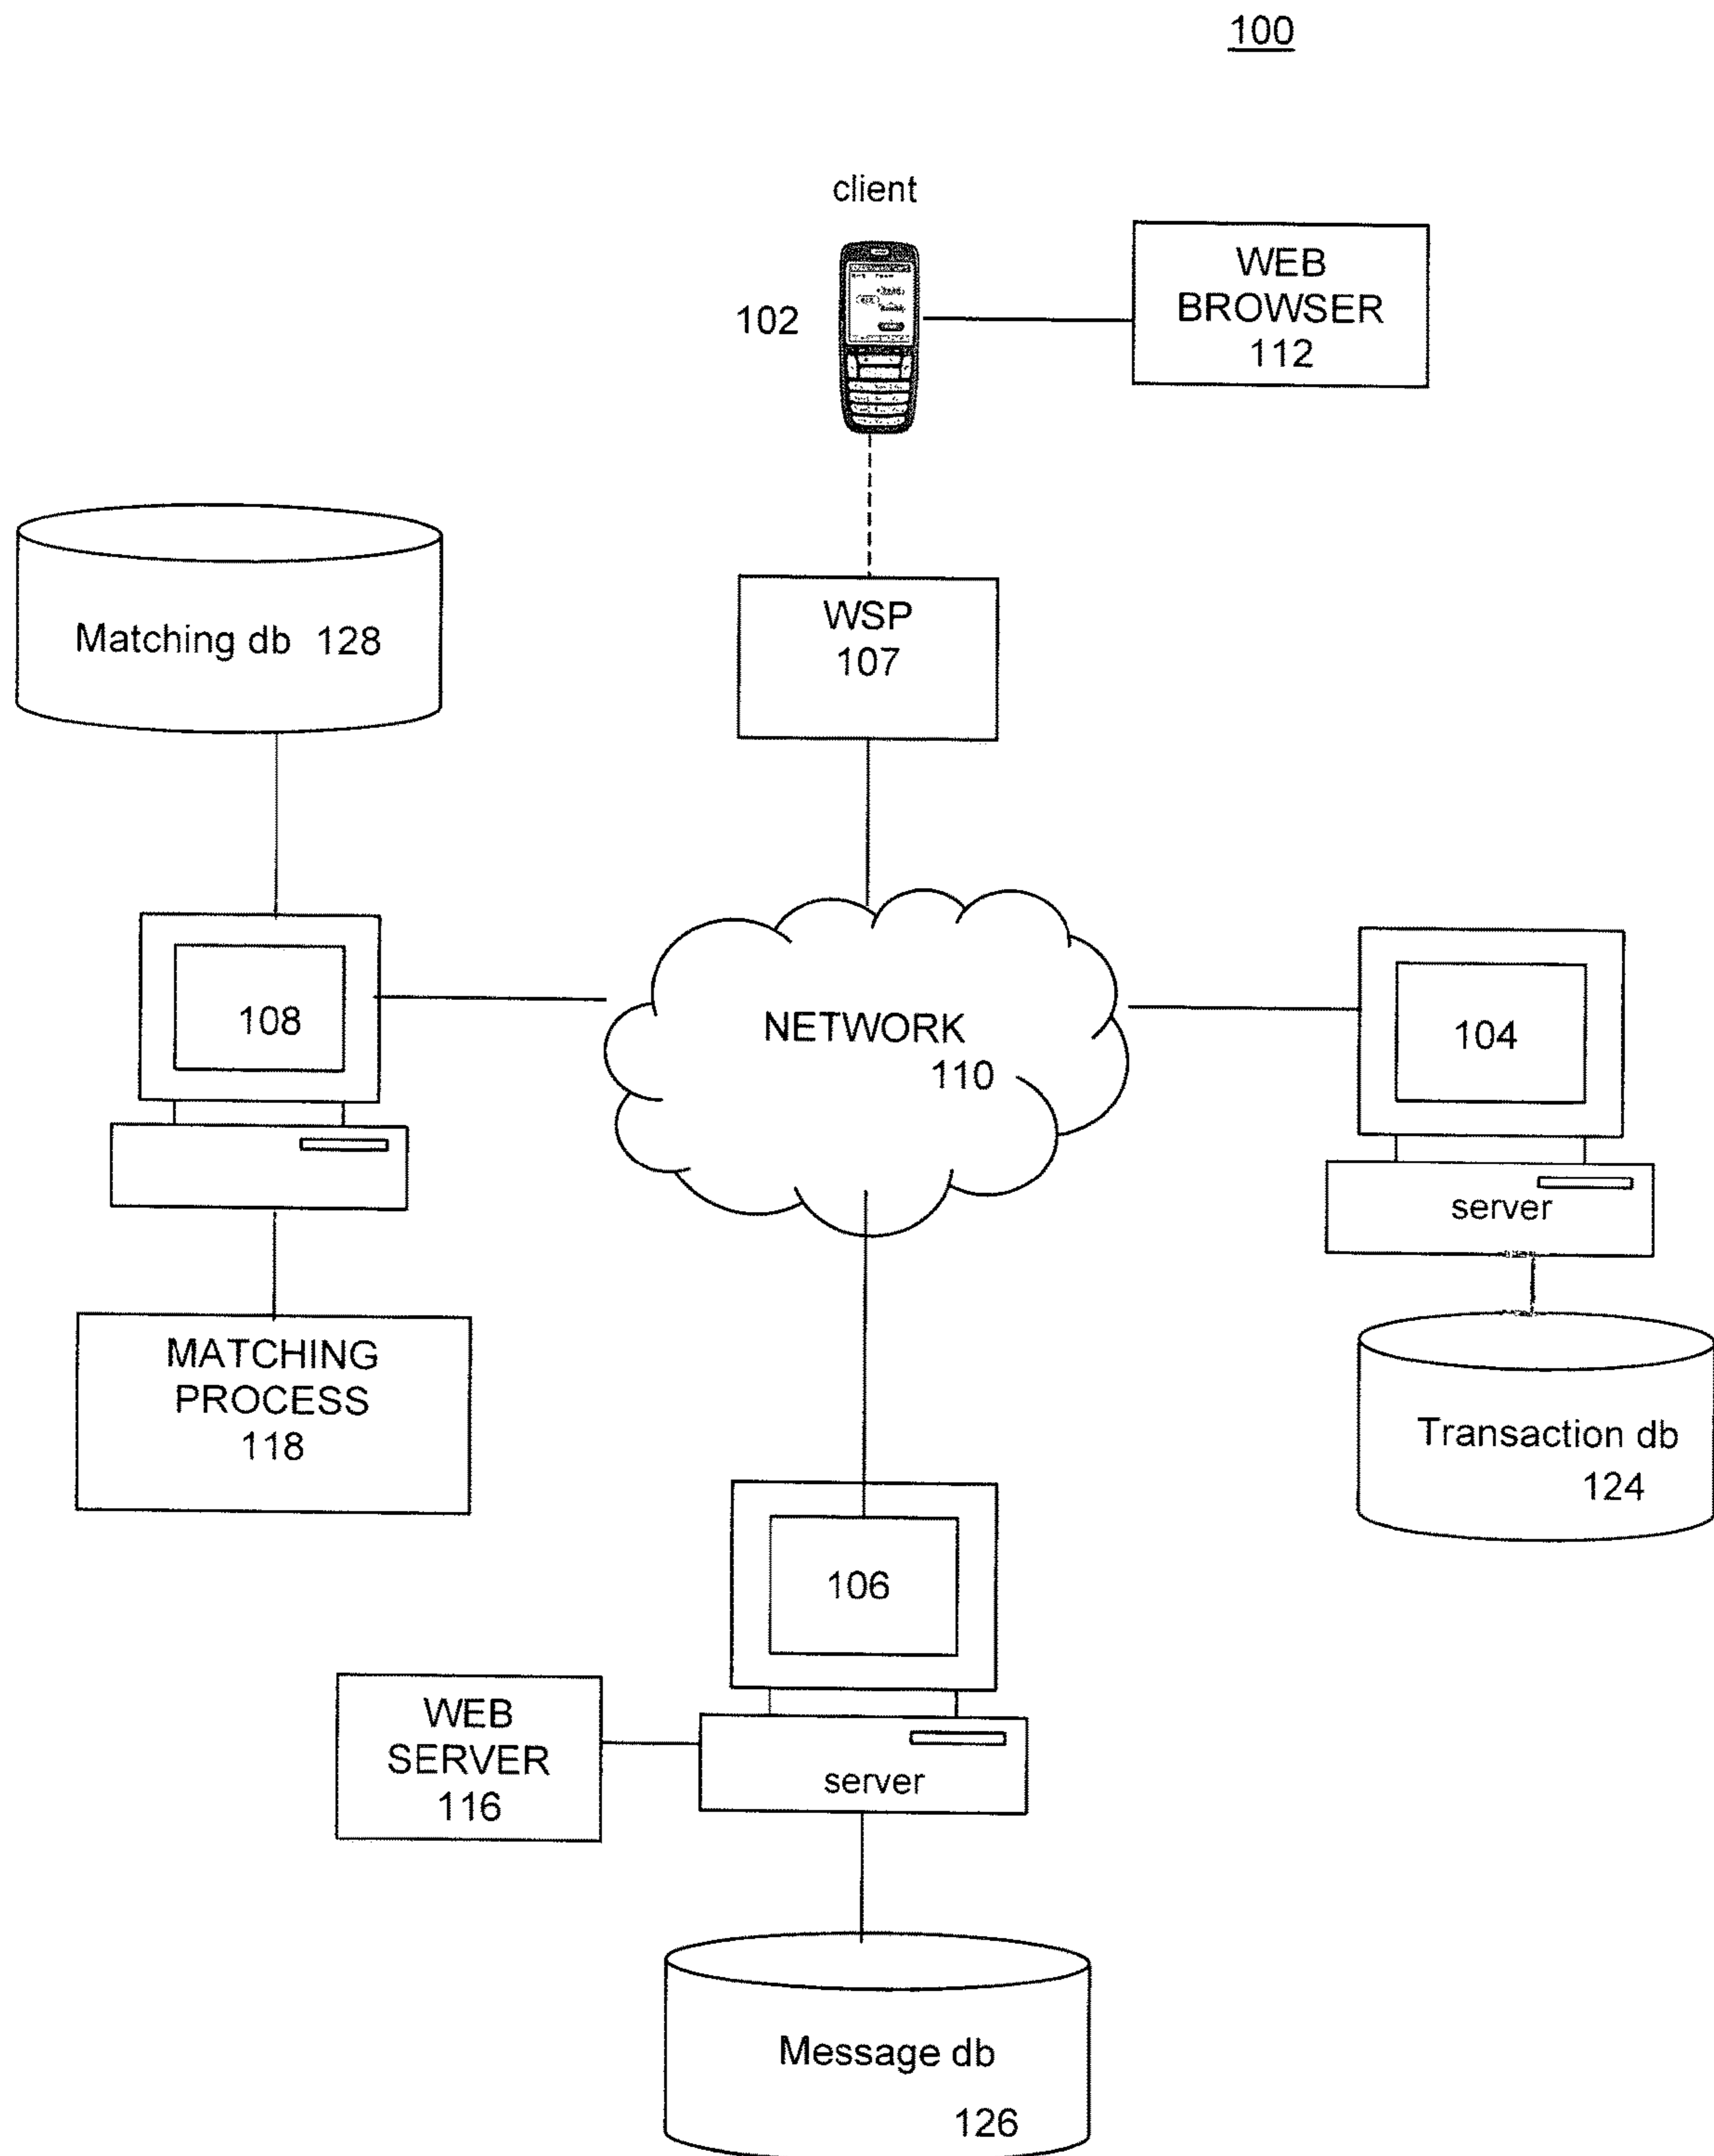 100
client
102
WEB
BROWSER
112
WSP
107
Matching db 128
108
NETWORK
110
104
server
MATCHING
PROCESS
118
Transaction db
124
106
WEB
SERVER
116
server
Message db
126